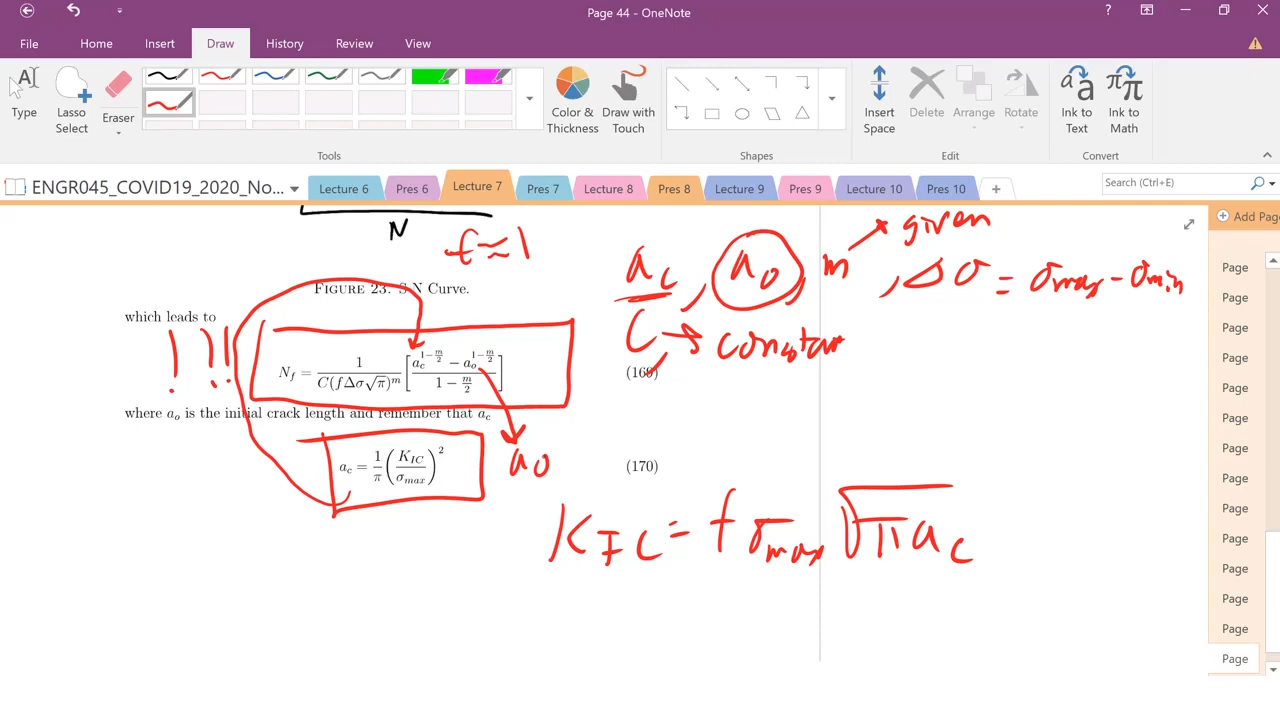 Page 44 - OneNote
File Home Insert Draw History Review View
Type
Lasso Select
Eraser
Color & Thickness
Draw with Touch
Insert Space
Delete
Arrange
Rotate
Ink to Text
Ink to Math
Tools
Shapes
Edit
Convert
ENGR045_COVID19_2020_No...
Lecture 6 Pres 6 Lecture 7 Pres 7 Lecture 8 Pres 8 Lecture 9 Pres 9 Lecture 10 Pres 10
Search (Ctrl+E)
N
f ≈ 1
a_c, a_0, m given
, Δσ = σmax - σmin
FIGURE 23. S-N Curve.
which leads to
! !!
C → constant
N_f = 1 / C(fΔσ√π)^m [ (a_c^{1-m/2} − a_o^{1-m/2}) / (1 − m/2) ] (169)
where a_o is the initial crack length and remember that a_c
a_c = 1/π (K_IC / σ_max)^2 (170)
a0
K_IC = f σmax √πa_c
Add Page
Page
Page
Page
Page
Page
Page
Page
Page
Page
Page
Page
Page
Page
Page